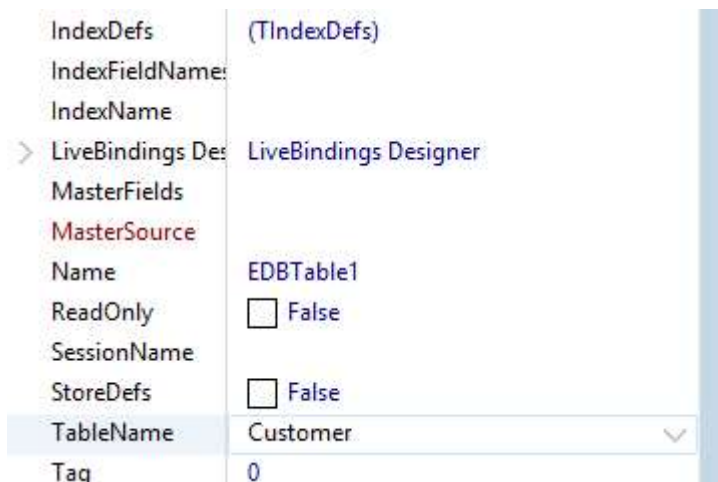 IndexDefs (TIndexDefs)
IndexFieldNames
IndexName
LiveBindings Des LiveBindings Designer
MasterFields
MasterSource
Name EDBTable1
ReadOnly False
SessionName
StoreDefs False
TableName Customer
Tag 0